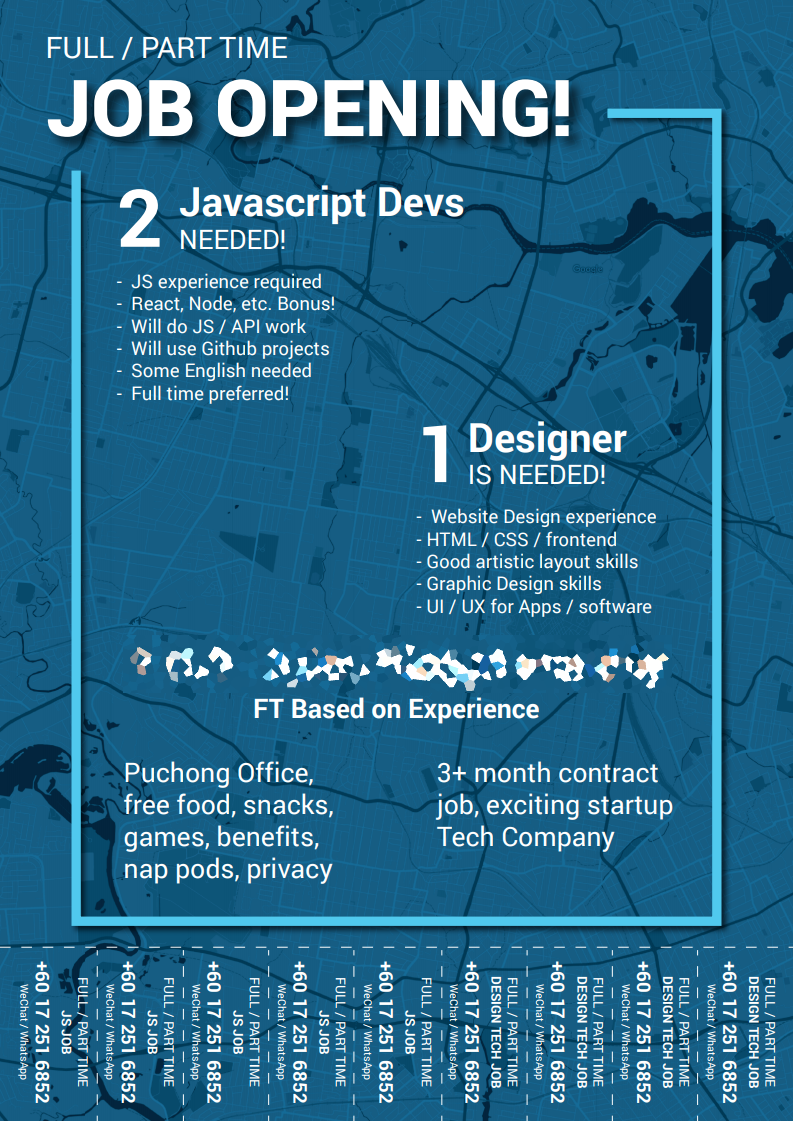 FULL / PART TIME
JOB OPENING!
2 Javascript Devs
NEEDED!
- JS experience required
- React, Node, etc. Bonus!
- Will do JS / API work
- Will use Github projects
- Some English needed
- Full time preferred!
Google
1 Designer
IS NEEDED!
- Website Design experience
- HTML / CSS / frontend
- Good artistic layout skills
- Graphic Design skills
- UI / UX for Apps / software
FT Based on Experience
Puchong Office,
free food, snacks,
games, benefits,
nap pods, privacy
3+ month contract
job, exciting startup
Tech Company
FULL / PART TIME
JS JOB
+60 17 251 6852
WeChat / WhatsApp
FULL / PART TIME
JS JOB
+60 17 251 6852
WeChat / WhatsApp
FULL / PART TIME
JS JOB
+60 17 251 6852
WeChat / WhatsApp
FULL / PART TIME
JS JOB
+60 17 251 6852
WeChat / WhatsApp
FULL / PART TIME
JS JOB
+60 17 251 6852
WeChat / WhatsApp
FULL / PART TIME
DESIGN TECH JOB
+60 17 251 6852
WeChat / WhatsApp
FULL / PART TIME
DESIGN TECH JOB
+60 17 251 6852
WeChat / WhatsApp
FULL / PART TIME
DESIGN TECH JOB
+60 17 251 6852
WeChat / WhatsApp
FULL / PART TIME
DESIGN TECH JOB
+60 17 251 6852
WeChat / WhatsApp